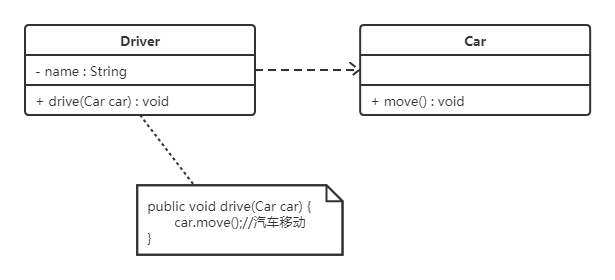 Driver
- name : String
+ drive(Car car) : void
Car
+ move() : void
public void drive(Car car) {
car.move();//汽车移动
}